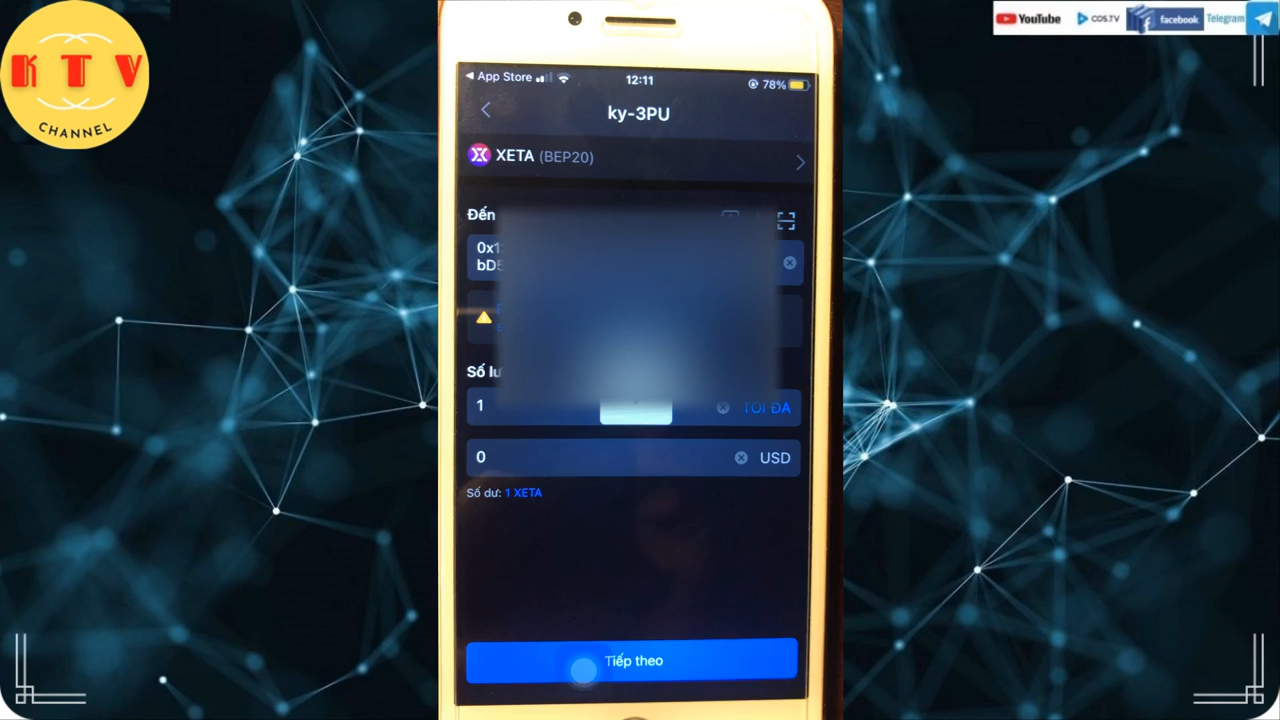 KTV
CHANNEL
YouTube
COS.TV
facebook
Telegram
App Store
12:11
78%
ky-3PU
XETA (BEP20)
Đến
0x1
bD
Số lư
1
TỐI ĐA
0
USD
Số dư: 1 XETA
Tiếp theo